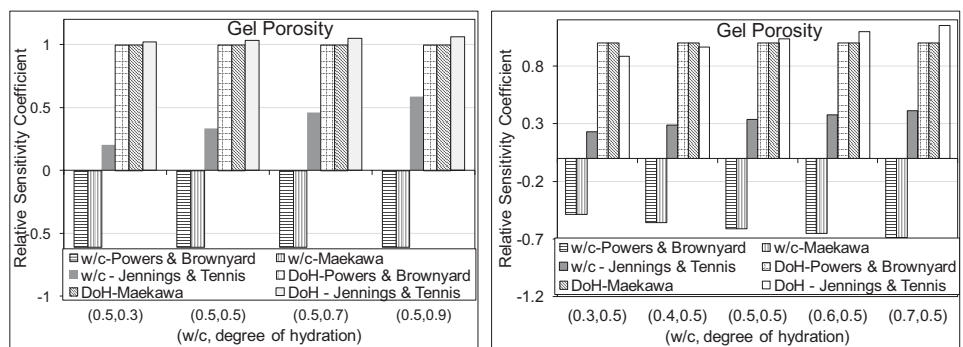 Gel Porosity
Relative Sensitivity Coefficient
1
0.5
0
-0.5
-1
w/c-Powers & Brownyard
w/c-Maekawa
w/c - Jennings & Tennis
DoH-Powers & Brownyard
DoH-Maekawa
DoH - Jennings & Tennis
(0.5,0.3) (0.5,0.5) (0.5,0.7) (0.5,0.9)
(w/c, degree of hydration)
Gel Porosity
Relative Sensitivity Coefficient
0.8
0.3
-0.2
-0.7
-1.2
w/c-Powers & Brownyard
w/c-Maekawa
w/c - Jennings & Tennis
DoH-Powers & Brownyard
DoH-Maekawa
DoH - Jennings & Tennis
(0.3,0.5) (0.4,0.5) (0.5,0.5) (0.6,0.5) (0.7,0.5)
(w/c, degree of hydration)